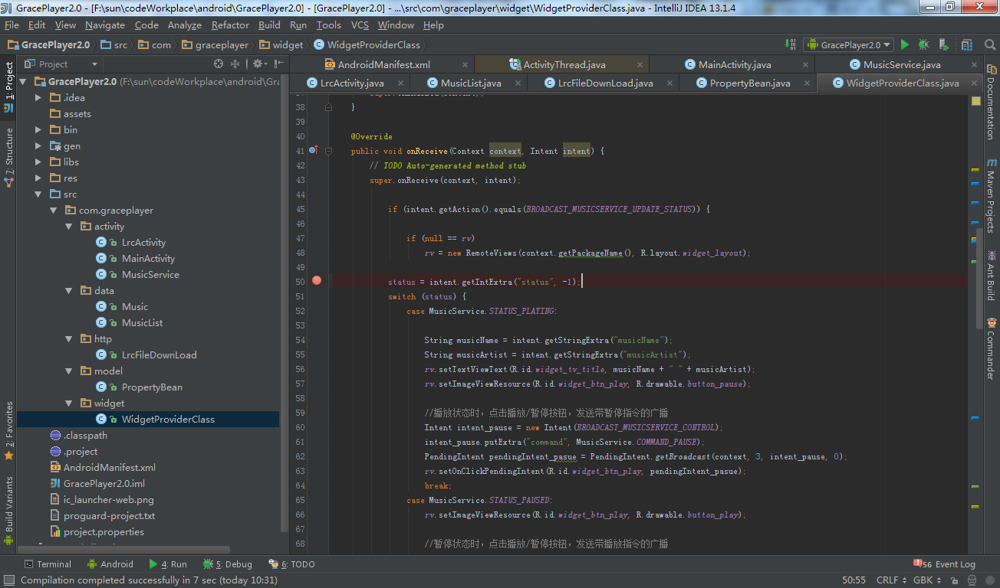 GracePlayer2.0 - [F:\sun\codeWorkplace\android\GracePlayer2.0] - [GracePlayer2.0] - ...\src\com\graceplayer\widget\WidgetProviderClass.java - IntelliJ IDEA 13.1.4
File Edit View Navigate Code Analyze Refactor Build Run Tools VCS Window Help
GracePlayer2.0 src com graceplayer widget WidgetProviderClass
GracePlayer2.0
Project
AndroidManifest.xml ActivityThread.java MainActivity.java MusicService.java
LrcActivity.java MusicList.java LrcFileDownLoad.java PropertyBean.java WidgetProviderClass.java
1: Project
7: Structure
2: Favorites
Build Variants
GracePlayer2.0 (F:\sun\codeWorkplace\android\Gra
.idea
assets
bin
gen
libs
res
src
com.graceplayer
activity
LrcActivity
MainActivity
MusicService
data
Music
MusicList
http
LrcFileDownLoad
model
PropertyBean
widget
WidgetProviderClass
.classpath
.project
AndroidManifest.xml
GracePlayer2.0.iml
ic_launcher-web.png
proguard-project.txt
project.properties
38 }
39
40 @Override
41 public void onReceive(Context context, Intent intent) {
42 // TODO Auto-generated method stub
43 super.onReceive(context, intent);
44
45 if (intent.getAction().equals(BROADCAST_MUSICSERVICE_UPDATE_STATUS)) {
46
47 if (null == rv)
48 rv = new RemoteViews(context.getPackageName(), R.layout.widget_layout);
49
50 status = intent.getIntExtra("status", -1);
51 switch (status) {
52 case MusicService.STATUS_PLAYING:
53
54 String musicName = intent.getStringExtra("musicName");
55 String musicArtist = intent.getStringExtra("musicArtist");
56 rv.setTextViewText(R.id.widget_tv_title, musicName + " " + musicArtist);
57 rv.setImageViewResource(R.id.widget_btn_play, R.drawable.button_pause);
58
59 //播放状态时，点击播放/暂停按钮，发送带暂停指令的广播
60 Intent intent_pause = new Intent(BROADCAST_MUSICSERVICE_CONTROL);
61 intent_pause.putExtra("command", MusicService.COMMAND_PAUSE);
62 PendingIntent pendingIntent_pasue = PendingIntent.getBroadcast(context, 3, intent_pause, 0);
63 rv.setOnClickPendingIntent(R.id.widget_btn_play, pendingIntent_pasue);
64 break;
65 case MusicService.STATUS_PAUSED:
66 rv.setImageViewResource(R.id.widget_btn_play, R.drawable.button_play);
67
68 //暂停状态时，点击播放/暂停按钮，发送带播放指令的广播
Documentation
Maven Projects
Ant Build
Commander
Terminal Android 4: Run 5: Debug 6: TODO 56 Event Log
Compilation completed successfully in 7 sec (today 10:31) 50:55 CRLF GBK